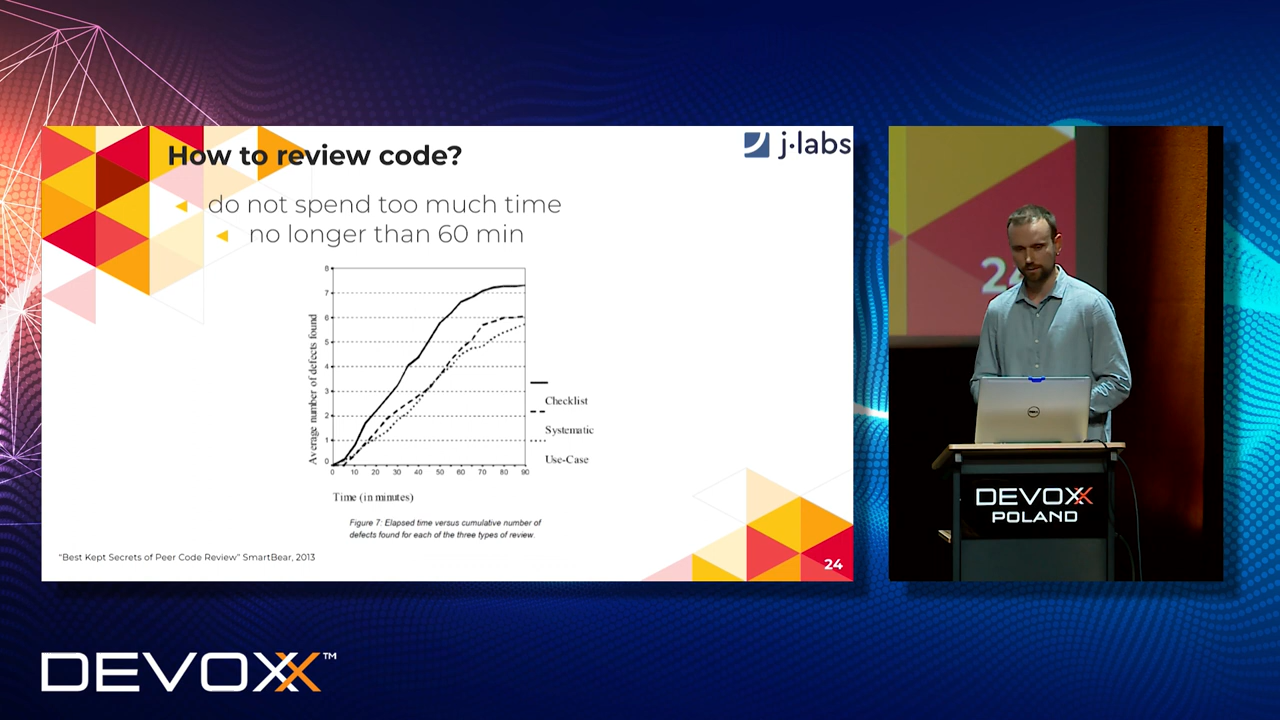 How to review code?
j·labs
do not spend too much time
no longer than 60 min
8
7
6
5
4
3
2
1
0
Average number of defects found
0 10 20 30 40 50 60 70 80 90
Time (in minutes)
Checklist
Systematic
Use-Case
Figure 7: Elapsed time versus cumulative number of
defects found for each of the three types of review.
"Best Kept Secrets of Peer Code Review" SmartBear, 2013
24
DELL
DEVOXX
POLAND
DEVOXX™